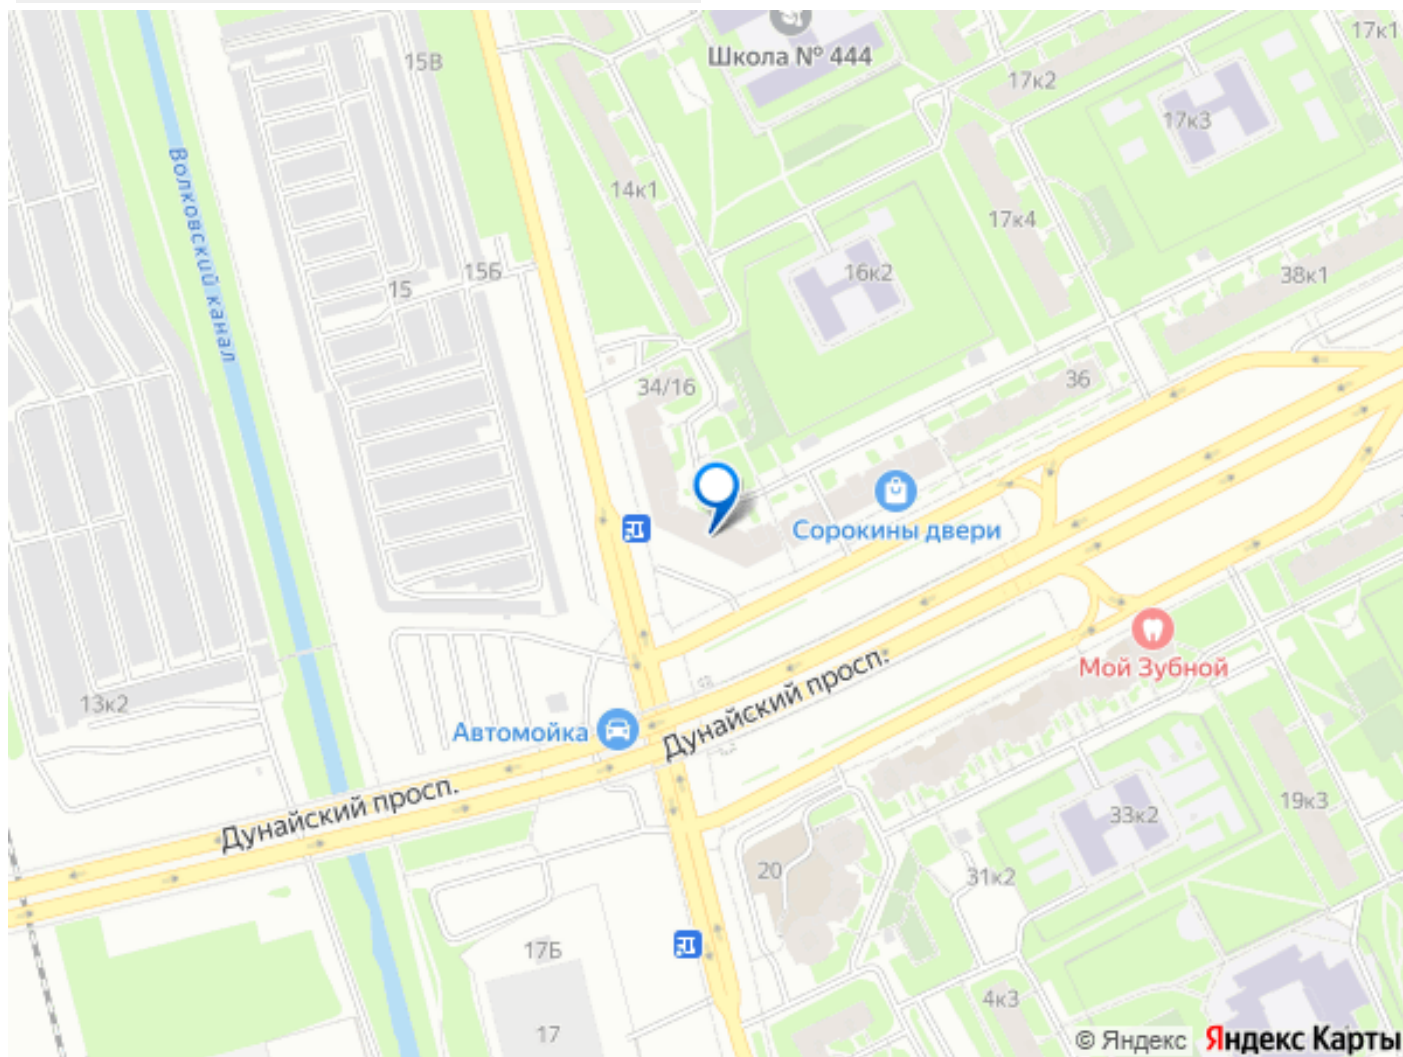 Школа № 444
15В
17к1
17к2
17к3
Волковский канал
14к1
17к4
15Б
15
16к2
38к1
34/16
36
Сорокины двери
Мой Зубной
13к2
Автомойка
Дунайский просп.
Дунайский просп.
33к2
19к3
20
31к2
17Б
4к3
17
© Яндекс Яндекс Карты